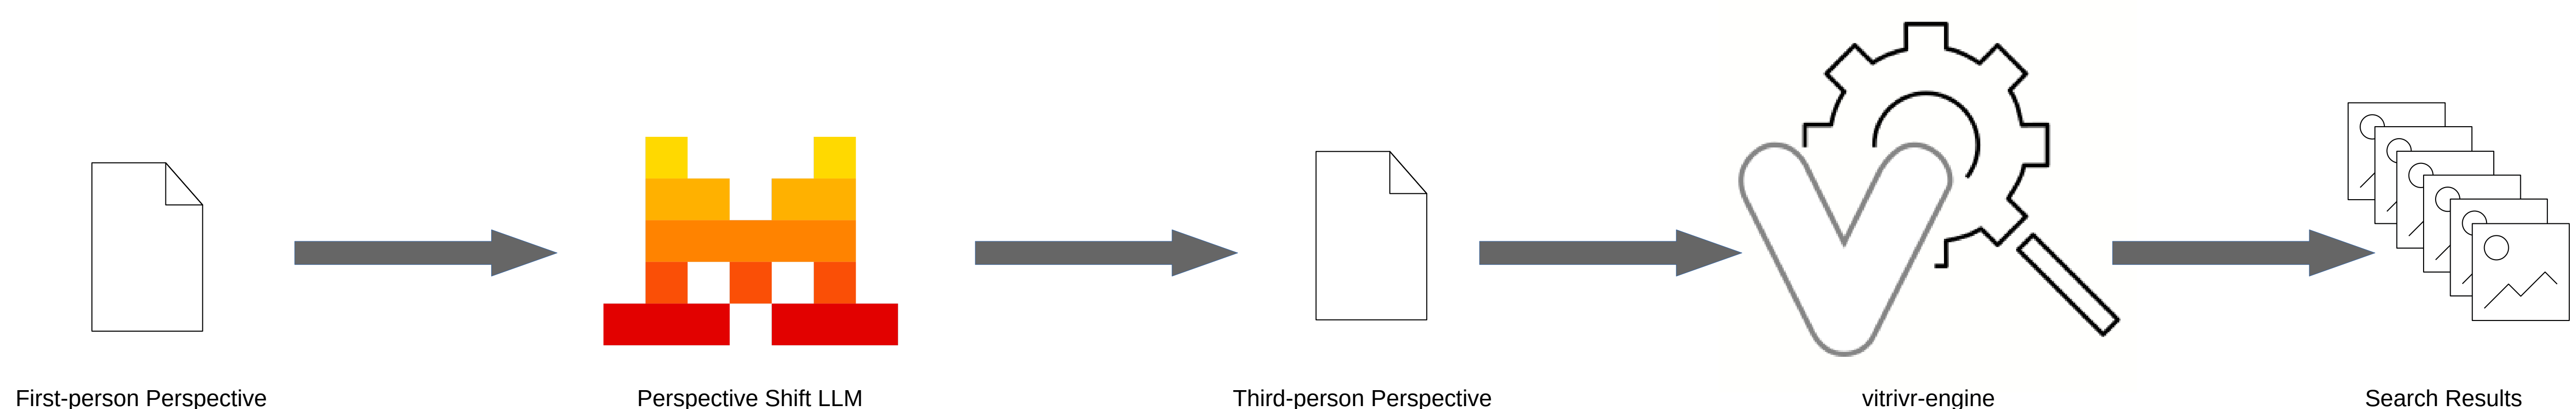 First-person Perspective
Perspective Shift LLM
Third-person Perspective
vitrivr-engine
Search Results